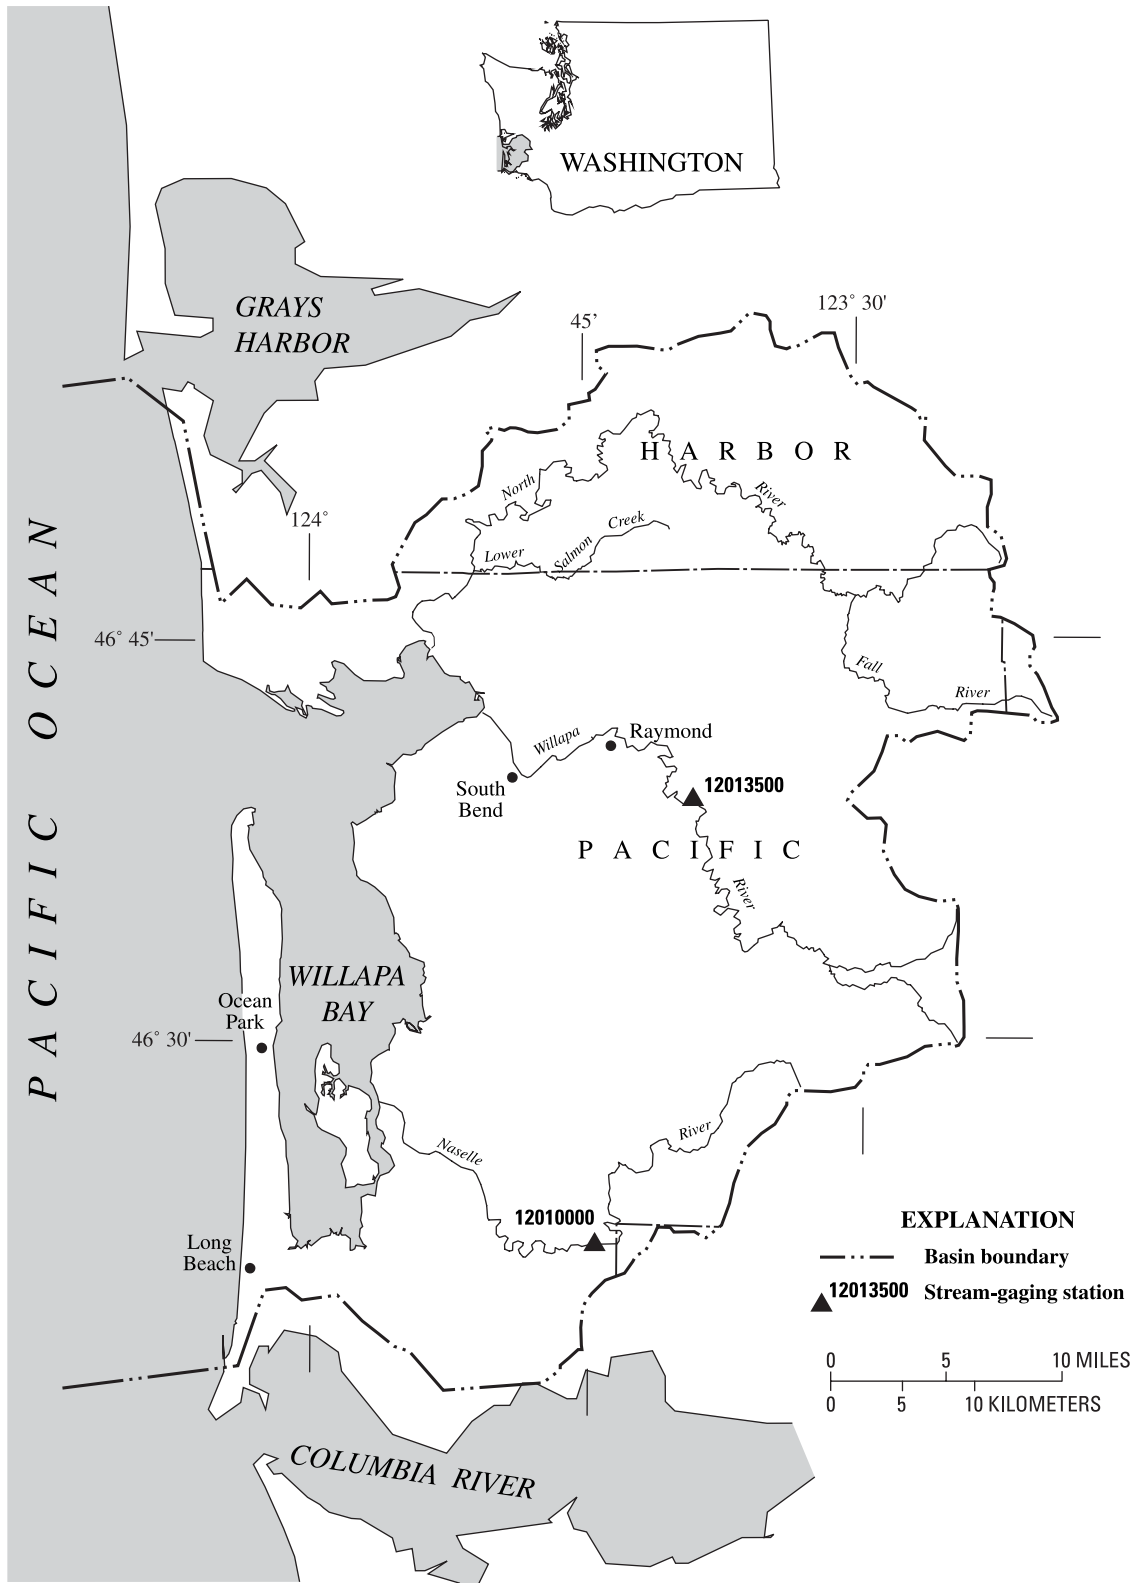 WASHINGTON
GRAYS
HARBOR
123° 30'
45’
H A R B O R
North
River
124°
Lower
Salmon
Creek
46° 45'
PACIFIC OCEAN
Fall
River
Willapa
Raymond
South
Bend
12013500
P A C I F I C
River
WILLAPA
BAY
Ocean
Park
46° 30'
Naselle
River
12010000
Long
Beach
EXPLANATION
Basin boundary
12013500 Stream-gaging station
0 5 10 MILES
0 5 10 KILOMETERS
COLUMBIA RIVER